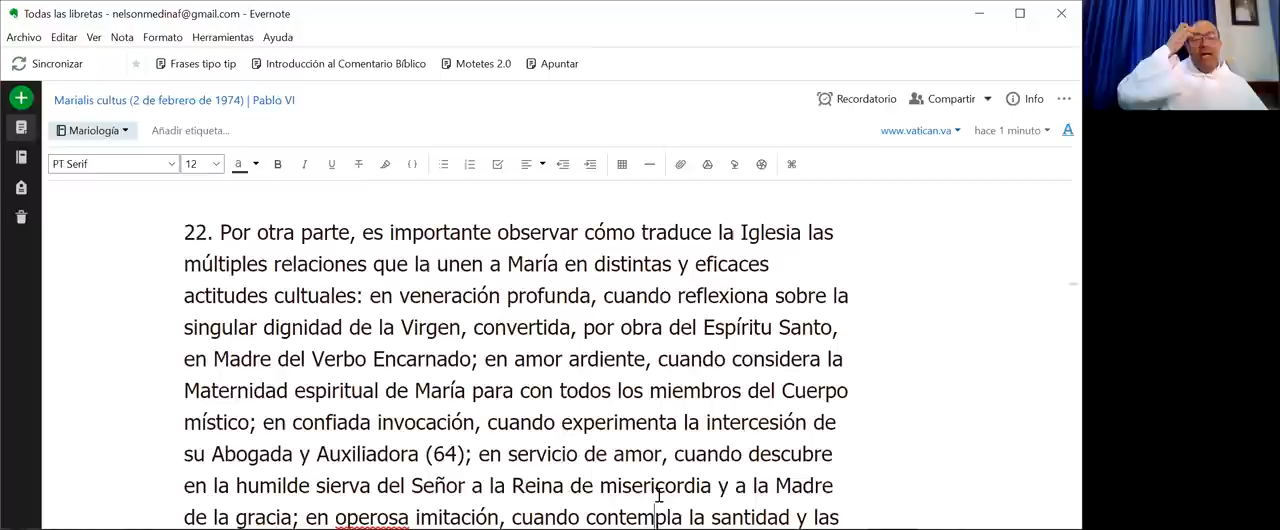 Todas las libretas - nelsonmedinaf@gmail.com - Evernote
Archivo Editar Ver Nota Formato Herramientas Ayuda
Sincronizar Frases tipo tip Introducción al Comentario Bíblico Motetes 2.0 Apuntar
Marialis cultus (2 de febrero de 1974) | Pablo VI Recordatorio Compartir Info
Mariología Añadir etiqueta... www.vatican.va hace 1 minuto A
PT Serif 12 a B I U T
22. Por otra parte, es importante observar cómo traduce la Iglesia las
múltiples relaciones que la unen a María en distintas y eficaces
actitudes cultuales: en veneración profunda, cuando reflexiona sobre la
singular dignidad de la Virgen, convertida, por obra del Espíritu Santo,
en Madre del Verbo Encarnado; en amor ardiente, cuando considera la
Maternidad espiritual de María para con todos los miembros del Cuerpo
místico; en confiada invocación, cuando experimenta la intercesión de
su Abogada y Auxiliadora (64); en servicio de amor, cuando descubre
en la humilde sierva del Señor a la Reina de misericordia y a la Madre
de la gracia; en operosa imitación, cuando contempla la santidad y las